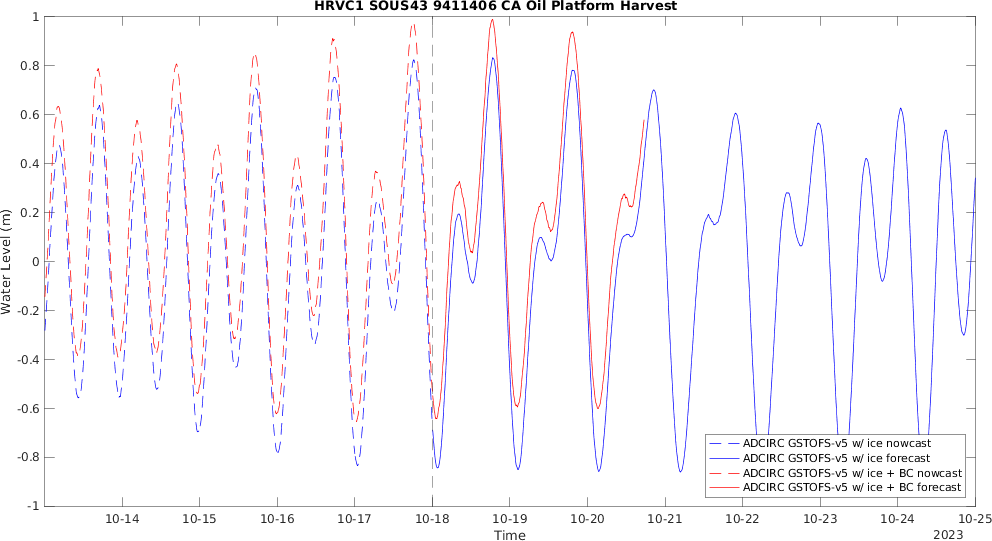 HRVC1 SOUS43 9411406 CA Oil Platform Harvest
1
0.8
0.6
0.4
0.2
0
-0.2
-0.4
-0.6
-0.8
-1
Water Level (m)
10-14 10-15 10-16 10-17 10-18 10-19 10-20 10-21 10-22 10-23 10-24 10-25
Time
2023
ADCIRC GSTOFS-v5 w/ ice nowcast
ADCIRC GSTOFS-v5 w/ ice forecast
ADCIRC GSTOFS-v5 w/ ice + BC nowcast
ADCIRC GSTOFS-v5 w/ ice + BC forecast